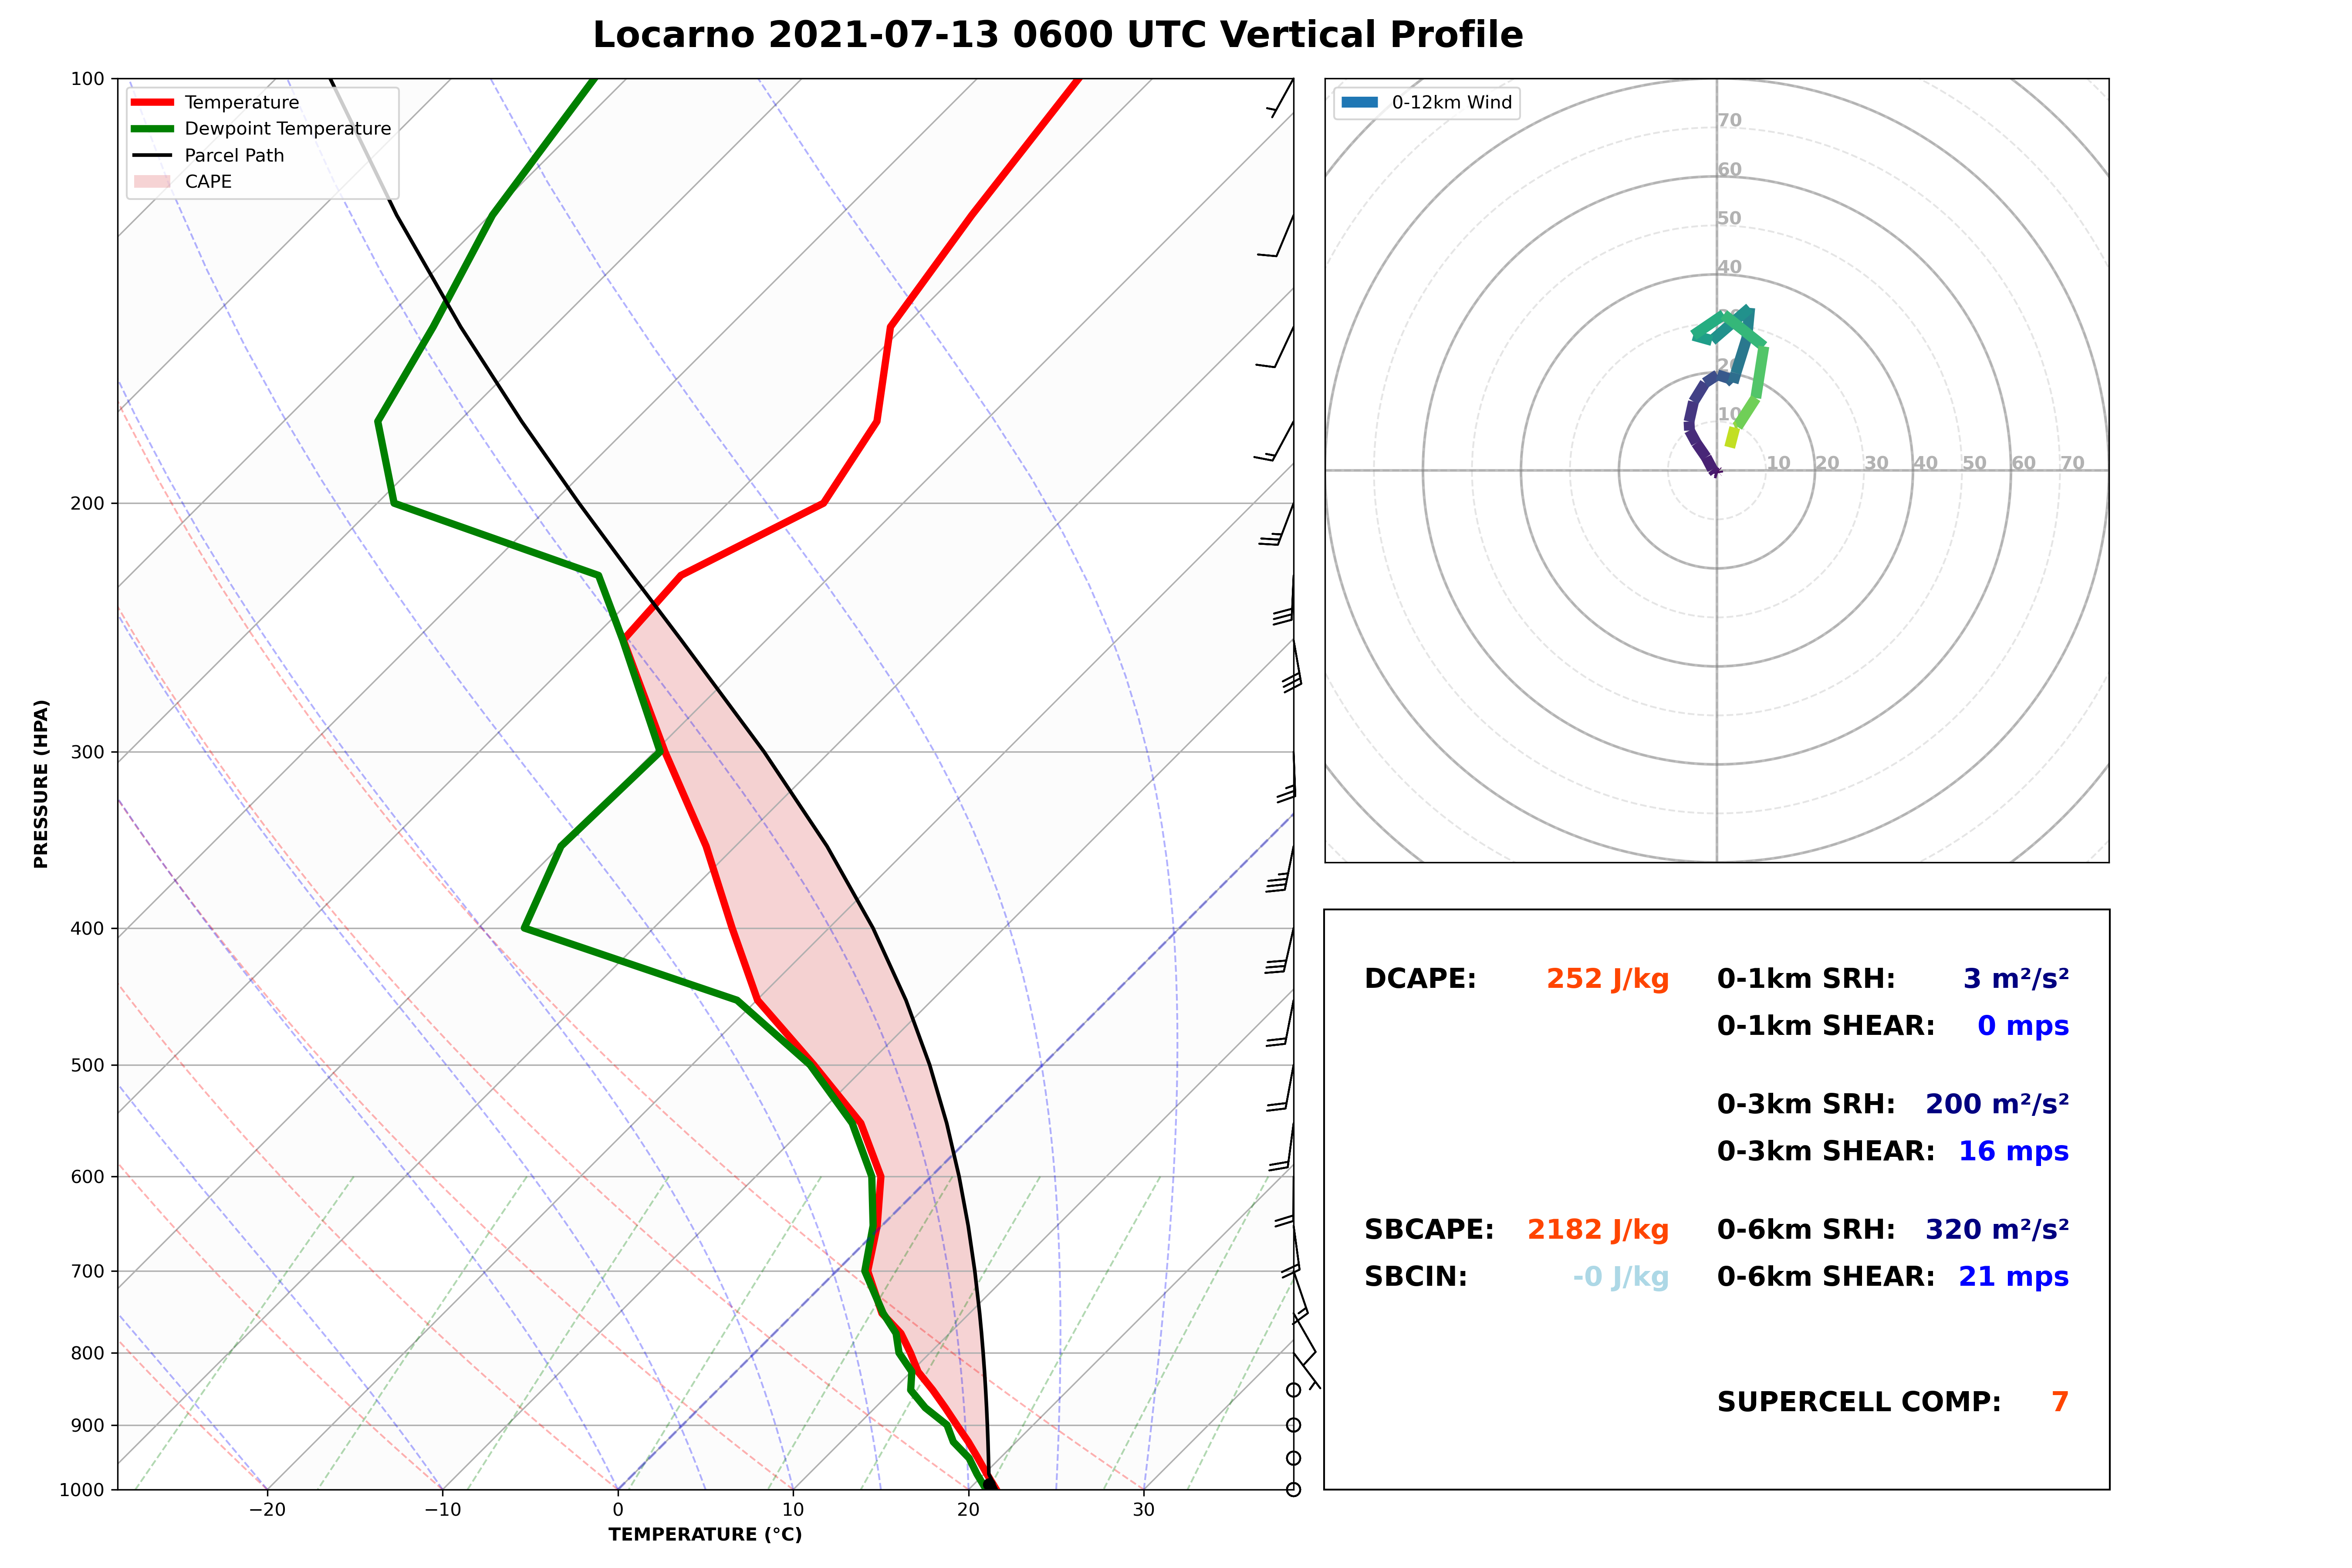 Locarno 2021-07-13 0600 UTC Vertical Profile
Temperature
Dewpoint Temperature
Parcel Path
CAPE
100
200
300
400
500
600
700
800
900
1000
PRESSURE (HPA)
−20 −10 0 10 20 30
TEMPERATURE (°C)
0-12km Wind
70
60
50
40
20
10
10 20 30 40 50 60 70
DCAPE: 252 J/kg 0-1km SRH: 3 m²/s²
0-1km SHEAR: 0 mps
0-3km SRH: 200 m²/s²
0-3km SHEAR: 16 mps
SBCAPE: 2182 J/kg 0-6km SRH: 320 m²/s²
SBCIN: -0 J/kg 0-6km SHEAR: 21 mps
SUPERCELL COMP: 7